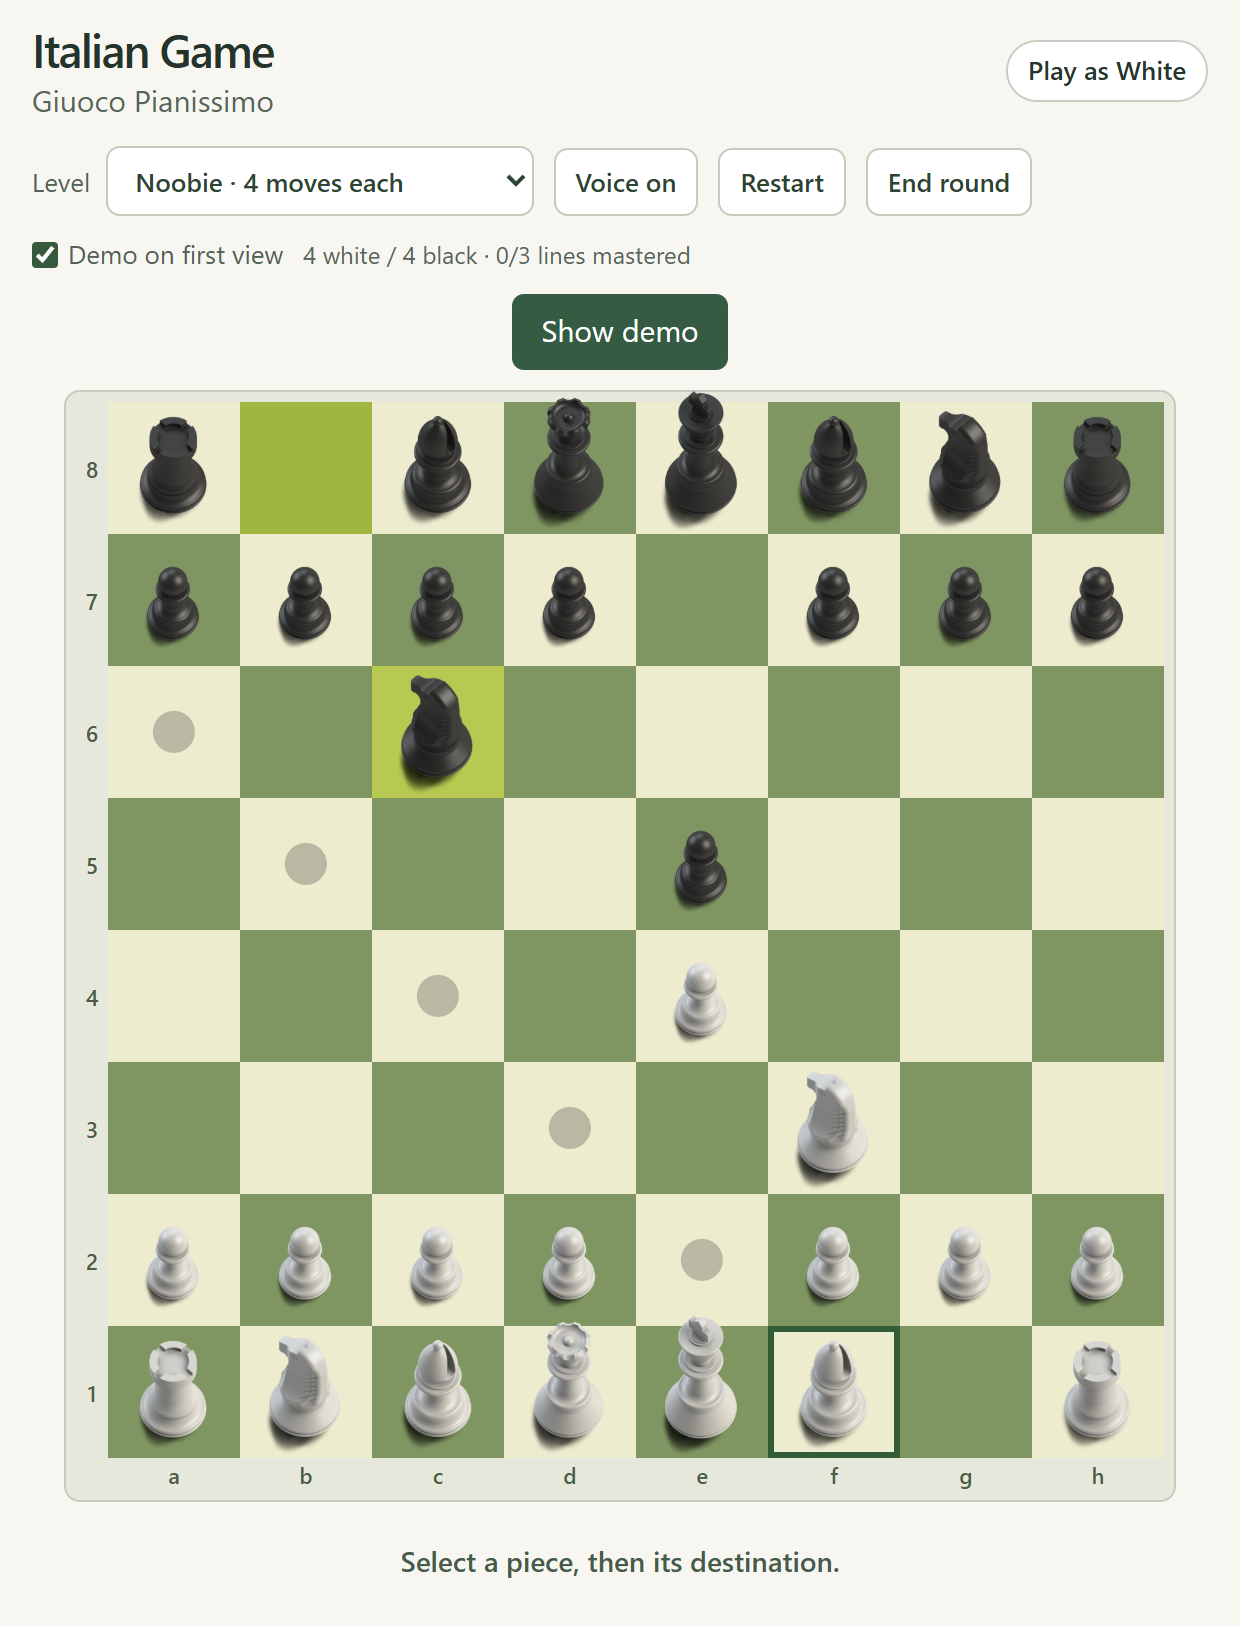 Italian Game
Giuoco Pianissimo
Play as White
Level
Noobie · 4 moves each
Voice on
Restart
End round
Demo on first view
4 white / 4 black · 0/3 lines mastered
Show demo
8
7
6
5
4
3
2
1
a b c d e f g h
Select a piece, then its destination.